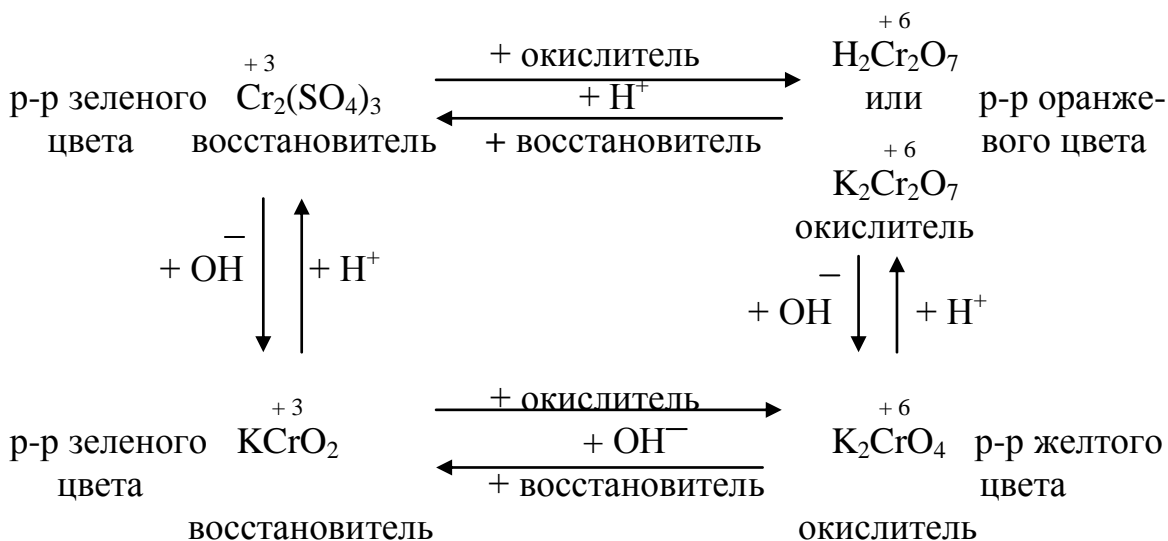 + 6
+ окислитель H₂Cr₂O₇
+ 3
р-р зеленого Cr₂(SO₄)₃ + H⁺ или р-р оранже-
цвета восстановитель + восстановитель вого цвета
+ 6
K₂Cr₂O₇
окислитель
+ OH⁻ + H⁺ + OH⁻ + H⁺
+ окислитель
+ 3 + 6
р-р зеленого KCrO₂ + OH⁻ K₂CrO₄ р-р желтого
цвета + восстановитель цвета
восстановитель окислитель